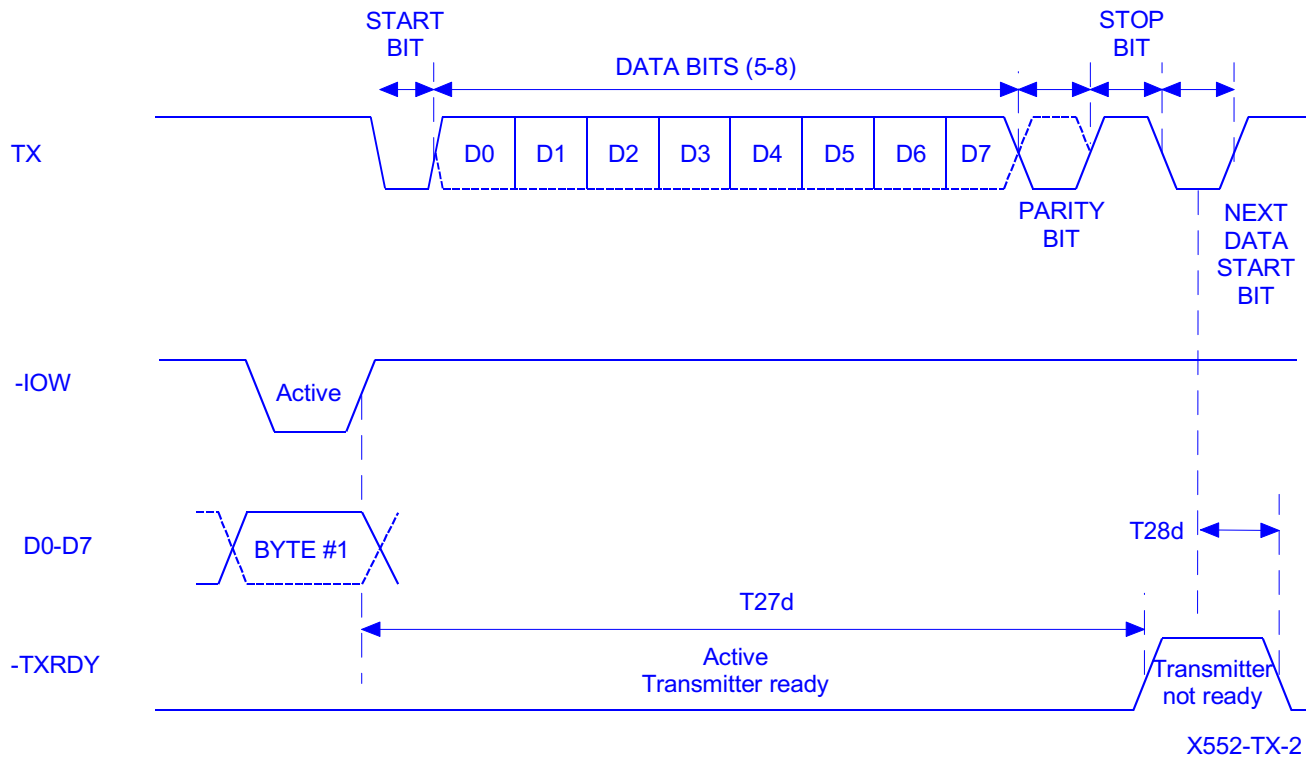 START
BIT
DATA BITS (5-8)
STOP
BIT
TX
D0
D1
D2
D3
D4
D5
D6
D7
PARITY
BIT
NEXT
DATA
START
BIT
-IOW
Active
D0-D7
BYTE #1
T28d
T27d
-TXRDY
Active
Transmitter ready
Transmitter
not ready
X552-TX-2